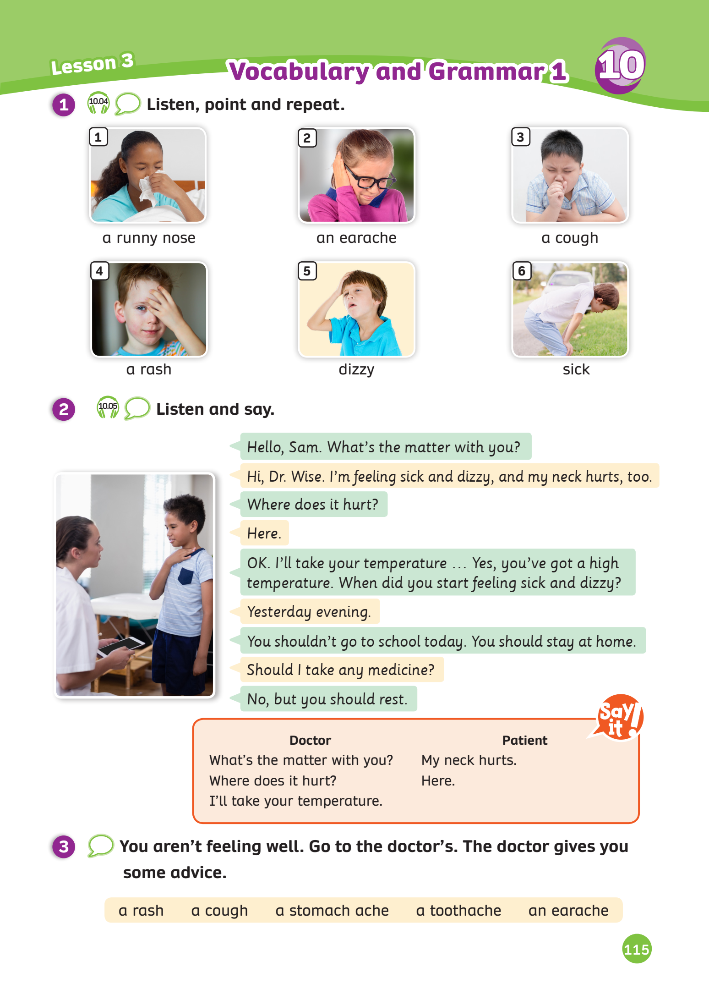 Lesson 3
Vocabulary and Grammar 1
10
1 10.04 Listen, point and repeat.
1
2
3
a runny nose
an earache
a cough
4
5
6
a rash
dizzy
sick
2 10.05 Listen and say.
Hello, Sam. What's the matter with you?
Hi, Dr. Wise. I'm feeling sick and dizzy, and my neck hurts, too.
Where does it hurt?
Here.
OK. I'll take your temperature … Yes, you've got a high
temperature. When did you start feeling sick and dizzy?
Yesterday evening.
You shouldn't go to school today. You should stay at home.
Should I take any medicine?
No, but you should rest.
Say
it!
Doctor
What's the matter with you?
Where does it hurt?
I'll take your temperature.
Patient
My neck hurts.
Here.
3 You aren't feeling well. Go to the doctor's. The doctor gives you
some advice.
a rash a cough a stomach ache a toothache an earache
115